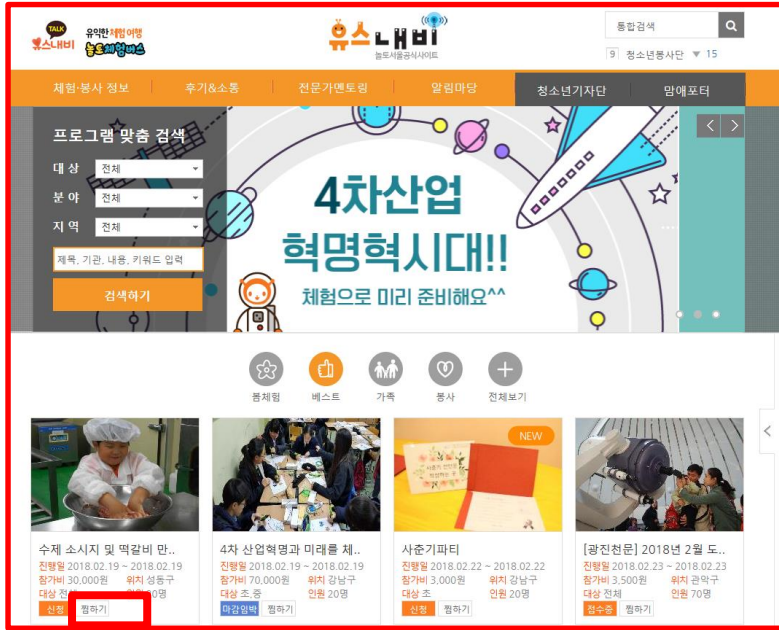 TALK
유스내비
유익한체험여행
놀토체험버스
유스내비
놀토서울공식사이트
통합검색
9 청소년봉사단 ▼ 15
체험·봉사 정보
후기&소통
전문가멘토링
알림마당
청소년기자단
맘애포터
프로그램 맞춤 검색
대 상 전체
분 야 전체
지 역 전체
제목, 기관, 내용, 키워드 입력
검색하기
4차산업
혁명혁시대!!
체험으로 미리 준비해요^^
봄체험
베스트
가족
봉사
전체보기
수제 소시지 및 떡갈비 만..
진행일 2018.02.19 ~ 2018.02.19
참가비 30,000원 위치 성동구
대상 전 인원 0명
신청 찜하기
4차 산업혁명과 미래를 체..
진행일 2018.02.19 ~ 2018.02.19
참가비 70,000원 위치 강남구
대상 초,중 인원 20명
마감임박 찜하기
NEW
사춘기파티
진행일 2018.02.22 ~ 2018.02.22
참가비 3,000원 위치 강남구
대상 초 인원 20명
신청 찜하기
[광진천문] 2018년 2월 도..
진행일 2018.02.23 ~ 2018.02.23
참가비 3,500원 위치 관악구
대상 전체 인원 70명
접수중 찜하기